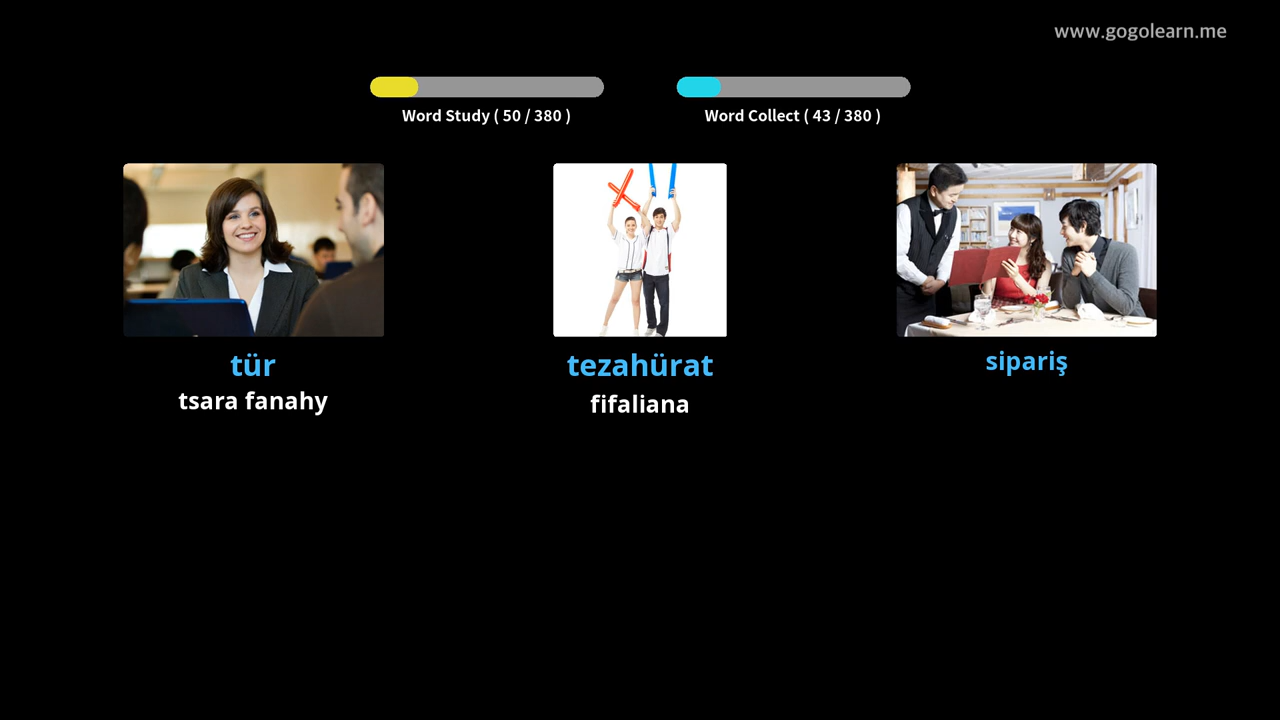 www.gogolearn.me
Word Study ( 50 / 380 )
Word Collect ( 43 / 380 )
tür
tsara fanahy
tezahürat
fifaliana
sipariş